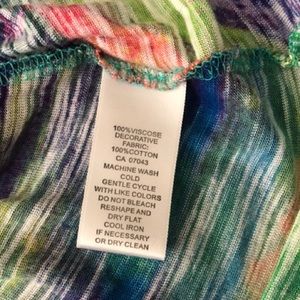 100%VISCOSE
DECORATIVE
FABRIC:
100%COTTON
CA 07043
MACHINE WASH
COLD
GENTLE CYCLE
WITH LIKE COLORS
DO NOT BLEACH
RESHAPE AND
DRY FLAT
COOL IRON
IF NECESSARY
OR DRY CLEAN